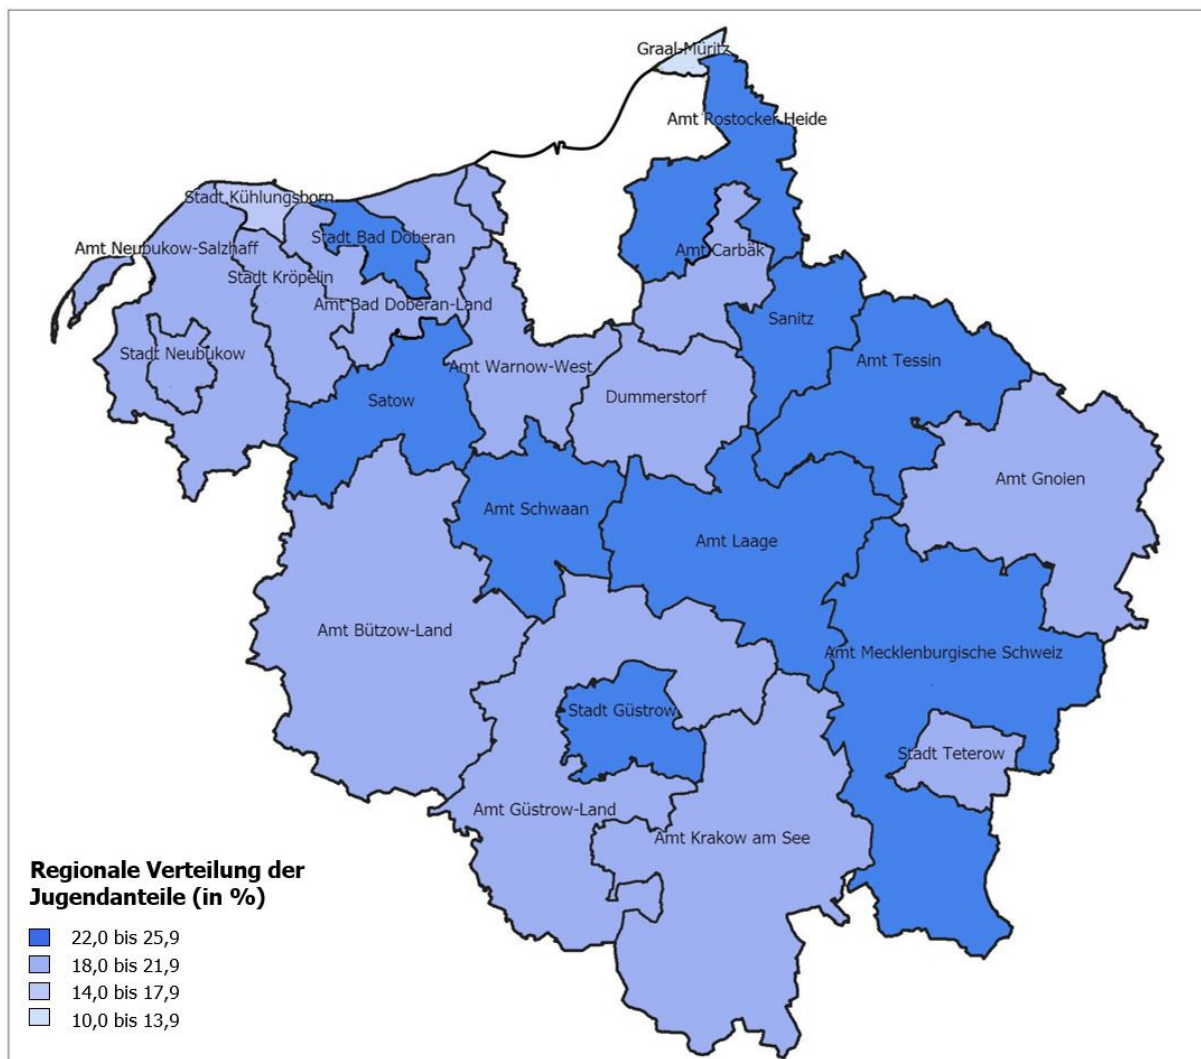 Graal-Müritz
Amt Rostocker Heide
Stadt Kühlungsborn
Stadt Bad Doberan
Amt Neubukow-Salzhaff
Amt Carbäk
Stadt Kröpelin
Amt Bad Doberan-Land
Sanitz
Stadt Neubukow
Amt Warnow-West
Amt Tessin
Satow
Dummerstorf
Amt Gnoien
Amt Schwaan
Amt Laage
Amt Bützow-Land
Amt Mecklenburgische Schweiz
Stadt Güstrow
Stadt Teterow
Amt Güstrow-Land
Amt Krakow am See
Regionale Verteilung der
Jugendanteile (in %)
22,0 bis 25,9
18,0 bis 21,9
14,0 bis 17,9
10,0 bis 13,9